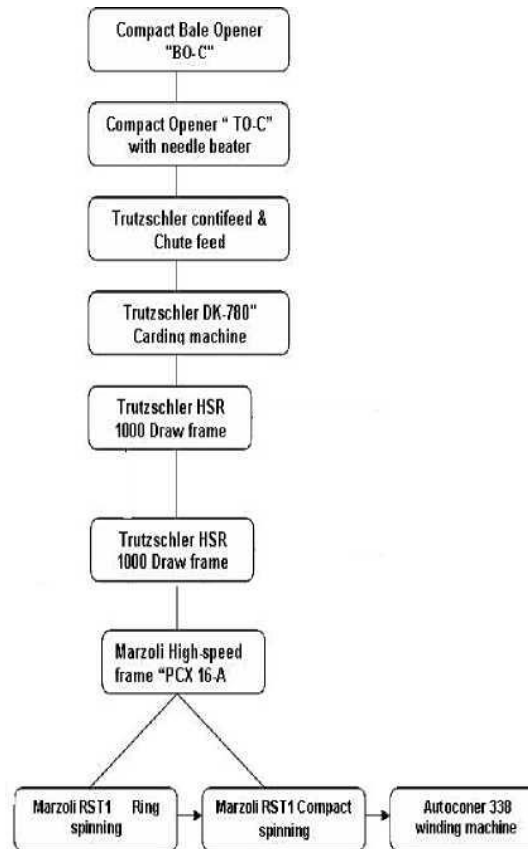 Compact Bale Opener
"BO-C"
Compact Opener “ TO-C”
with needle beater
Trutzschler contifeed &
Chute feed
Trutzschler DK-780"
Carding machine
Trutzschler HSR
1000 Draw frame
Trutzschler HSR
1000 Draw frame
Marzoli High-speed
frame “PCX 16-A
Marzoli RST1 Ring
spinning
Marzoli RST1 Compact
spinning
Autoconer 338
winding machine